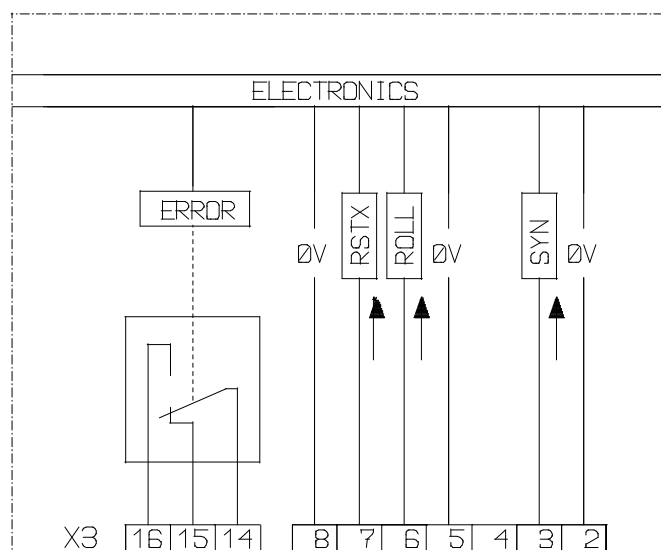 ELECTRONICS
ERROR
RSTX
ROLL
SYN
ØV
ØV
ØV
X3 16 15 14 8 7 6 5 4 3 2